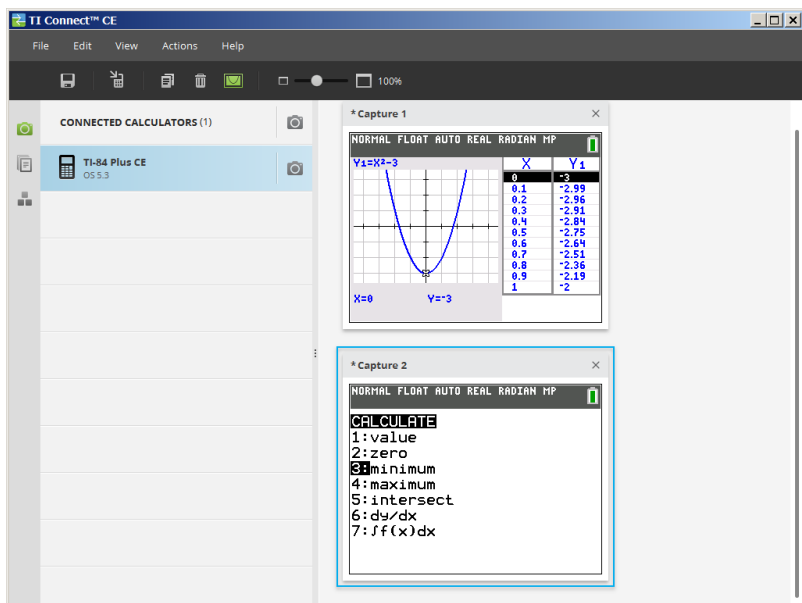 TI Connect™ CE
File Edit View Actions Help
100%
CONNECTED CALCULATORS (1)
TI-84 Plus CE
OS 5.3
*Capture 1
NORMAL FLOAT AUTO REAL RADIAN MP
Y1=X²-3
X Y1
0 -3
0.1 -2.99
0.2 -2.96
0.3 -2.91
0.4 -2.84
0.5 -2.75
0.6 -2.64
0.7 -2.51
0.8 -2.36
0.9 -2.19
1 -2
X=0 Y=-3
*Capture 2
NORMAL FLOAT AUTO REAL RADIAN MP
CALCULATE
1:value
2:zero
3:minimum
4:maximum
5:intersect
6:dy/dx
7:∫f(x)dx